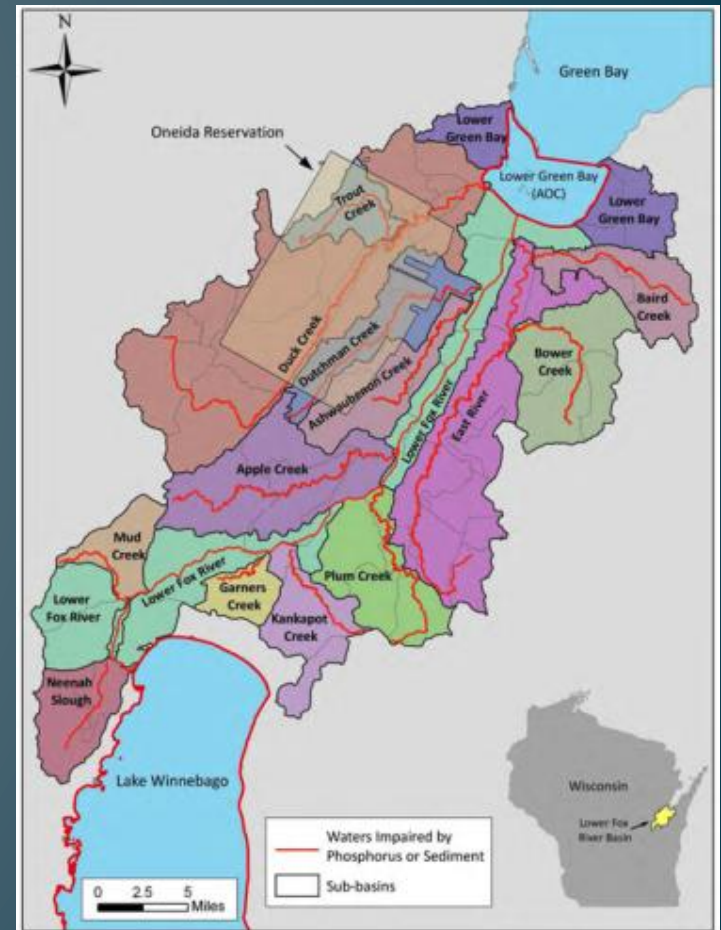 N
Green Bay
Oneida Reservation
Lower
Green Bay
Lower Green Bay
(AOC)
Lower
Green Bay
Trout
Creek
Baird
Creek
Duck Creek
Dutchman Creek
Bower
Creek
Ashwaubenon Creek
Lower Fox River
East River
Apple Creek
Mud
Creek
Lower Fox River
Plum Creek
Lower
Fox River
Garners
Creek
Kankapot
Creek
Neenah
Slough
Lake Winnebago
Wisconsin
Lower Fox
River Basin
Waters Impaired by
Phosphorus or Sediment
Sub-basins
0 2.5 5
Miles